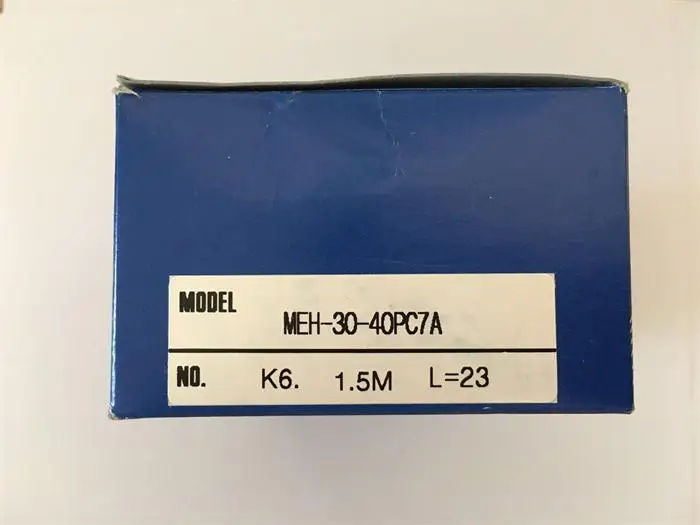 MODEL
MEH-30-40PC7A
NO. K6. 1.5M L=23